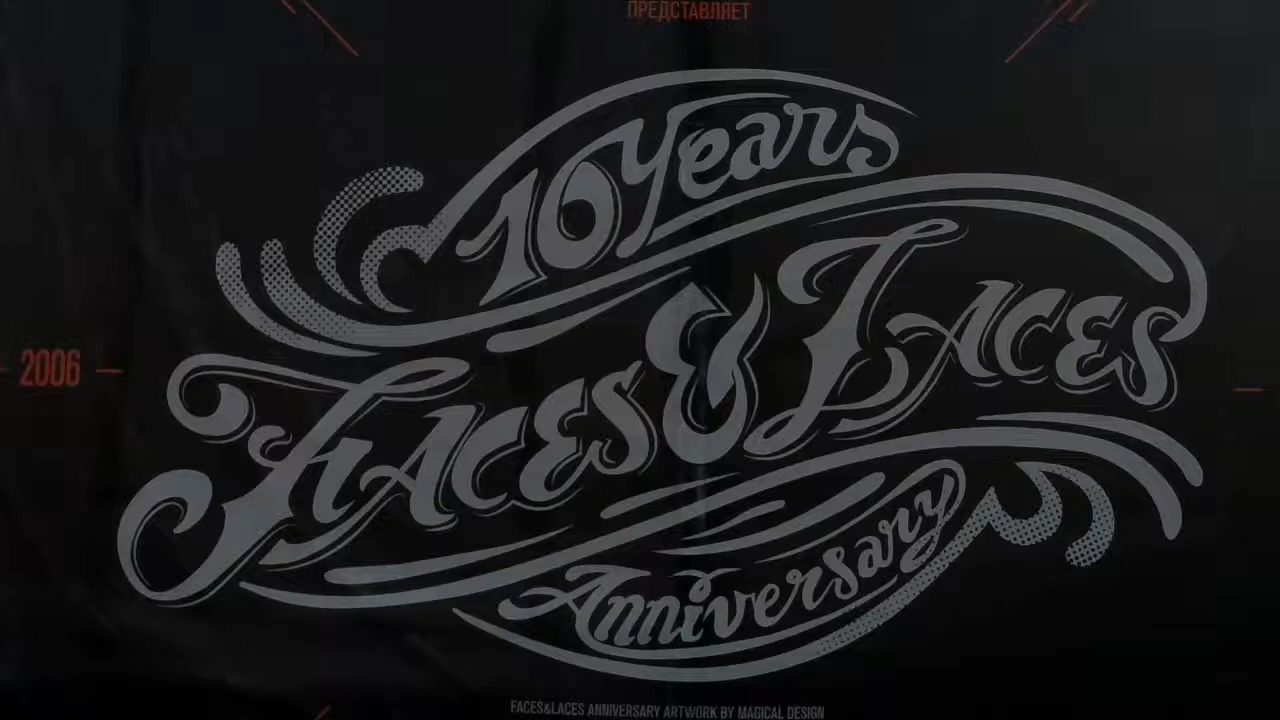 ПРЕДСТАВЛЯЕТ
10 Years
Faces & Laces
2006
Anniversary
FACES&LACES ANNIVERSARY ARTWORK BY MAGICAL DESIGN